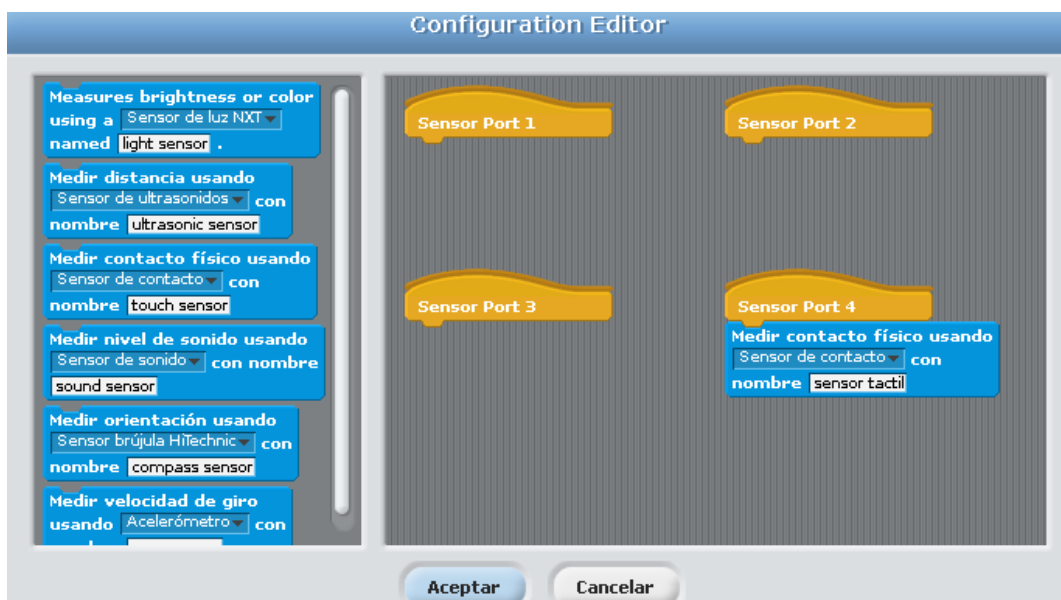 Configuration Editor
Measures brightness or color
using a Sensor de luz NXT
named light sensor .
Medir distancia usando
Sensor de ultrasonidos con
nombre ultrasonic sensor
Medir contacto físico usando
Sensor de contacto con
nombre touch sensor
Medir nivel de sonido usando
Sensor de sonido con nombre
sound sensor
Medir orientación usando
Sensor brújula HiTechnic con
nombre compass sensor
Medir velocidad de giro
usando Acelerómetro con
Sensor Port 1
Sensor Port 2
Sensor Port 3
Sensor Port 4
Medir contacto físico usando
Sensor de contacto con
nombre sensor tactil
Aceptar
Cancelar